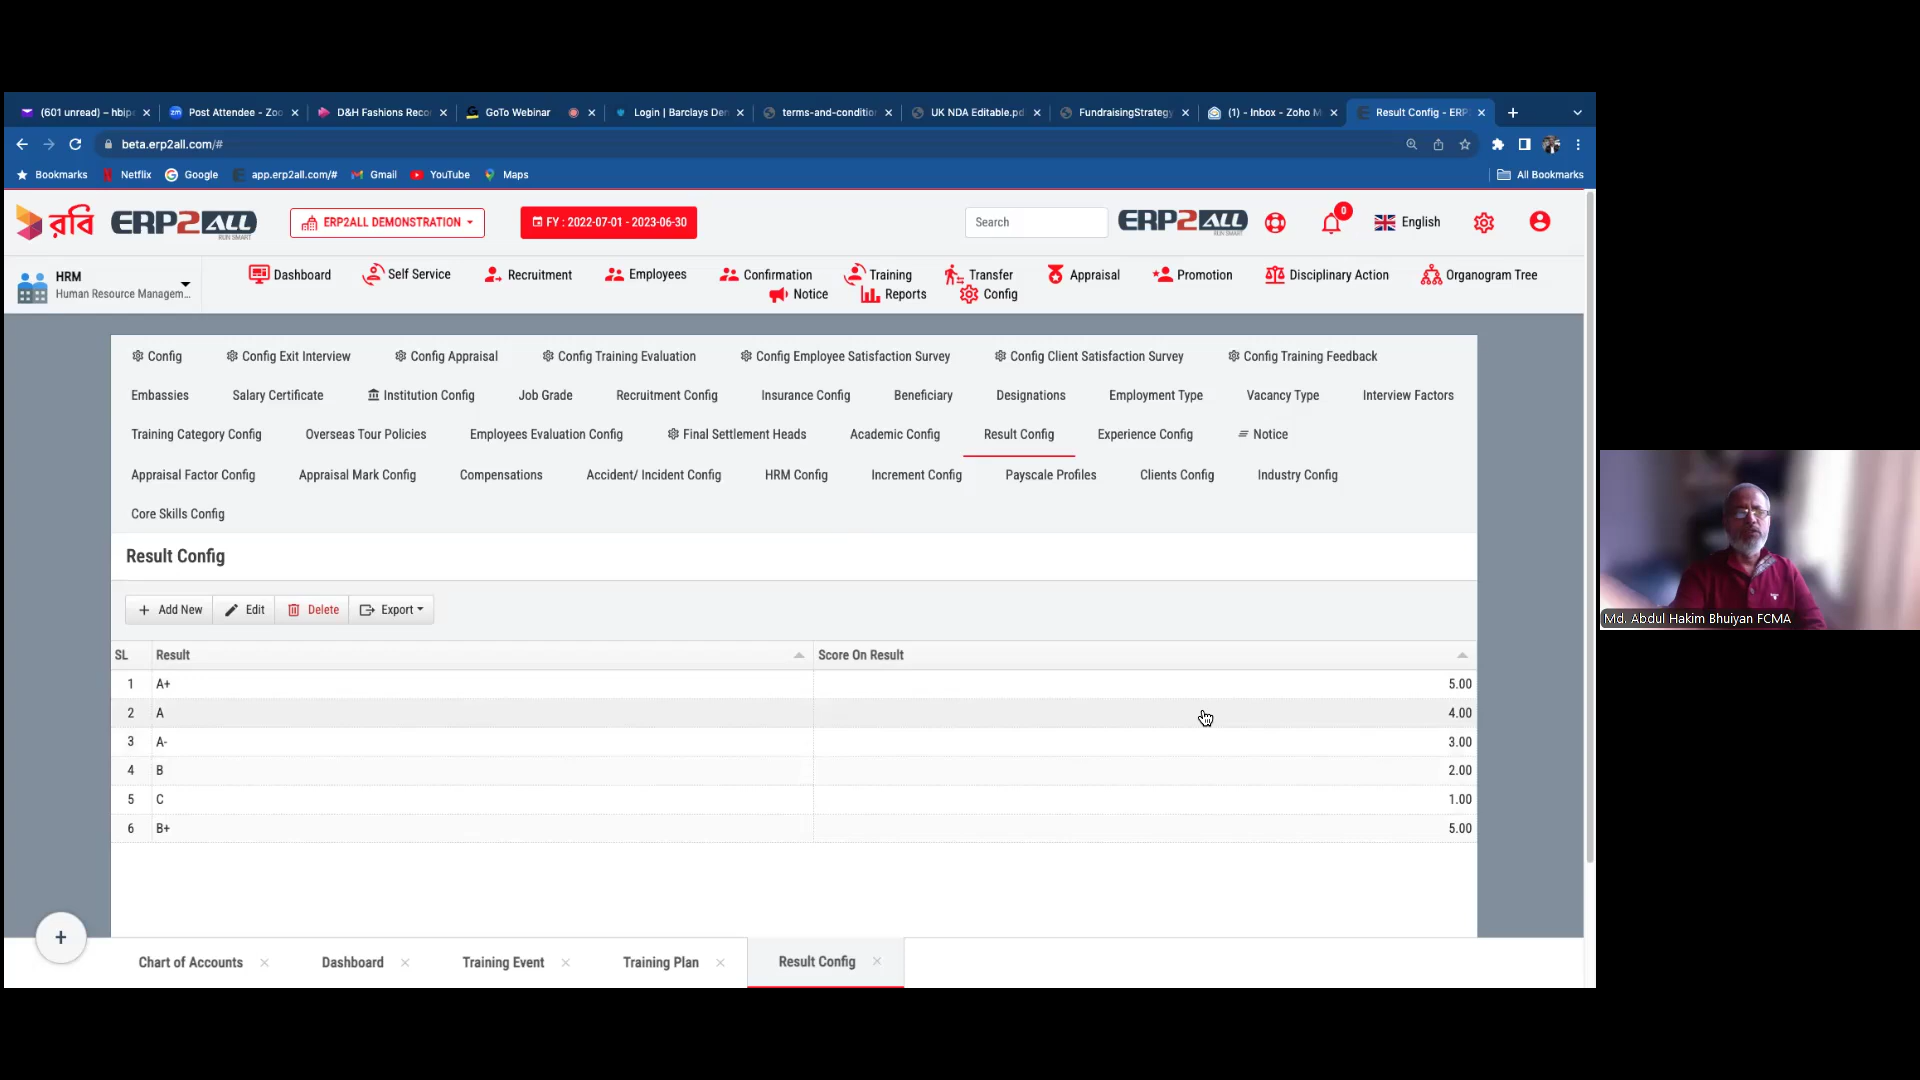 (601 unread) – hbipe
Post Attendee - Zoo
D&H Fashions Recor
GoTo Webinar
Login | Barclays Der
terms-and-condition
UK NDA Editable.pd
FundraisingStrategy
(1) - Inbox - Zoho M
Result Config - ERP
beta.erp2all.com/#
Bookmarks
Netflix
Google
app.erp2all.com/#
Gmail
YouTube
Maps
All Bookmarks
রবি
ERP2ALL
RUN SMART
ERP2ALL DEMONSTRATION
FY : 2022-07-01 - 2023-06-30
Search
ERP2ALL
RUN SMART
0
English
HRM
Human Resource Managem...
Dashboard
Self Service
Recruitment
Employees
Confirmation
Training
Transfer
Appraisal
Promotion
Disciplinary Action
Organogram Tree
Notice
Reports
Config
Config
Config Exit Interview
Config Appraisal
Config Training Evaluation
Config Employee Satisfaction Survey
Config Client Satisfaction Survey
Config Training Feedback
Embassies
Salary Certificate
Institution Config
Job Grade
Recruitment Config
Insurance Config
Beneficiary
Designations
Employment Type
Vacancy Type
Interview Factors
Training Category Config
Overseas Tour Policies
Employees Evaluation Config
Final Settlement Heads
Academic Config
Result Config
Experience Config
Notice
Appraisal Factor Config
Appraisal Mark Config
Compensations
Accident/ Incident Config
HRM Config
Increment Config
Payscale Profiles
Clients Config
Industry Config
Core Skills Config
Result Config
Add New
Edit
Delete
Export
SL Result Score On Result
1 A+ 5.00
2 A 4.00
3 A- 3.00
4 B 2.00
5 C 1.00
6 B+ 5.00
+
Chart of Accounts
Dashboard
Training Event
Training Plan
Result Config
Md. Abdul Hakim Bhuiyan FCMA